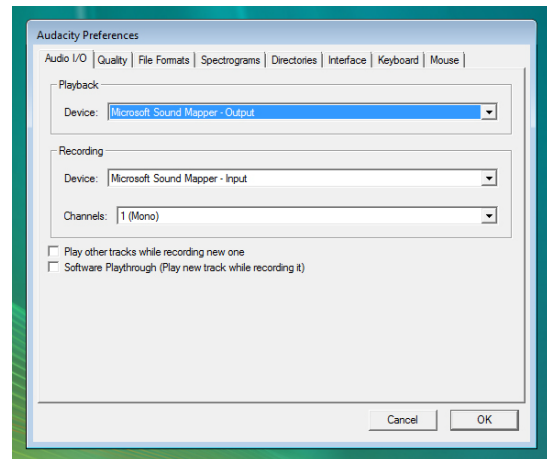 Audacity Preferences
Audio I/O Quality File Formats Spectrograms Directories Interface Keyboard Mouse
Playback
Device: Microsoft Sound Mapper - Output
Recording
Device: Microsoft Sound Mapper - Input
Channels: 1 (Mono)
Play other tracks while recording new one
Software Playthrough (Play new track while recording it)
Cancel OK